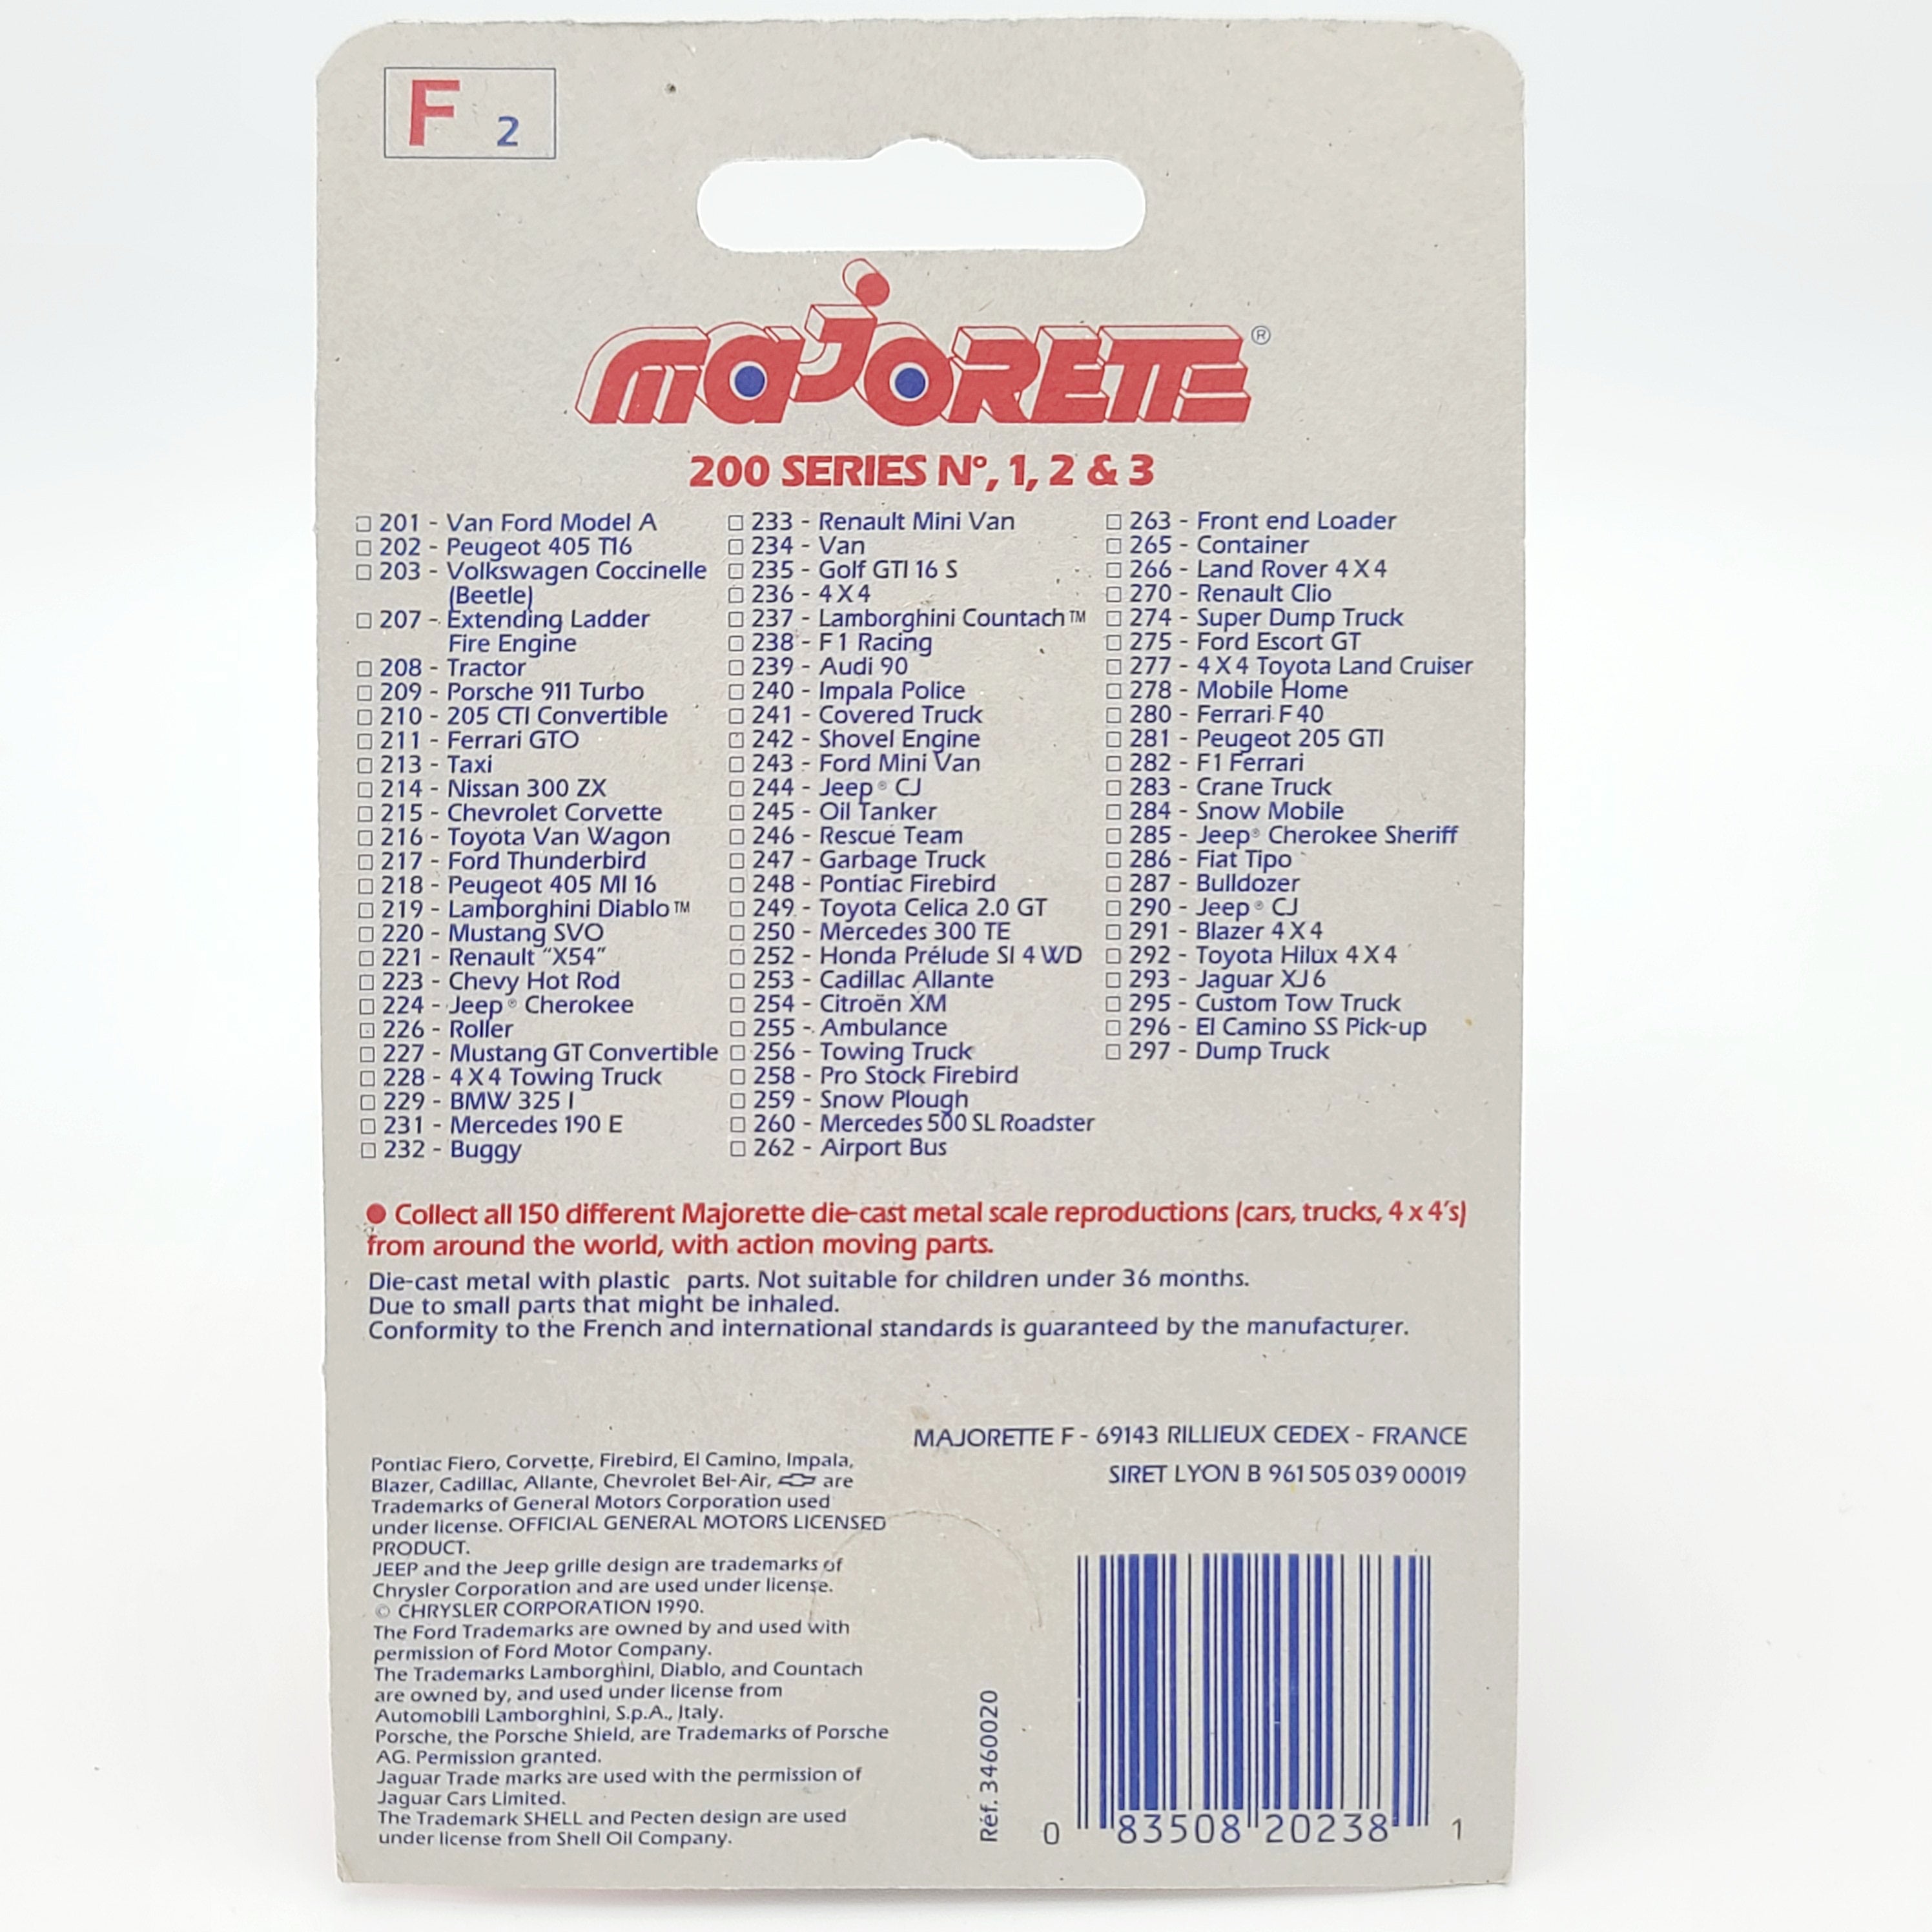 F 2
MAJORETTE ®
200 SERIES Nº, 1, 2 & 3
201 - Van Ford Model A
202 - Peugeot 405 T16
203 - Volkswagen Coccinelle
(Beetle)
207 - Extending Ladder
Fire Engine
208 - Tractor
209 - Porsche 911 Turbo
210 - 205 CTI Convertible
211 - Ferrari GTO
213 - Taxi
214 - Nissan 300 ZX
215 - Chevrolet Corvette
216 - Toyota Van Wagon
217 - Ford Thunderbird
218 - Peugeot 405 MI 16
219 - Lamborghini Diablo™
220 - Mustang SVO
221 - Renault "X54"
223 - Chevy Hot Rod
224 - Jeep® Cherokee
226 - Roller
227 - Mustang GT Convertible
228 - 4 X 4 Towing Truck
229 - BMW 325 I
231 - Mercedes 190 E
232 - Buggy
233 - Renault Mini Van
234 - Van
235 - Golf GTI 16 S
236 - 4 X 4
237 - Lamborghini Countach™
238 - F 1 Racing
239 - Audi 90
240 - Impala Police
241 - Covered Truck
242 - Shovel Engine
243 - Ford Mini Van
244 - Jeep® CJ
245 - Oil Tanker
246 - Rescue Team
247 - Garbage Truck
248 - Pontiac Firebird
249 - Toyota Celica 2.0 GT
250 - Mercedes 300 TE
252 - Honda Prélude SI 4 WD
253 - Cadillac Allante
254 - Citroën XM
255 - Ambulance
256 - Towing Truck
258 - Pro Stock Firebird
259 - Snow Plough
260 - Mercedes 500 SL Roadster
262 - Airport Bus
263 - Front end Loader
265 - Container
266 - Land Rover 4 X 4
270 - Renault Clio
274 - Super Dump Truck
275 - Ford Escort GT
277 - 4 X 4 Toyota Land Cruiser
278 - Mobile Home
280 - Ferrari F 40
281 - Peugeot 205 GTI
282 - F1 Ferrari
283 - Crane Truck
284 - Snow Mobile
285 - Jeep® Cherokee Sheriff
286 - Fiat Tipo
287 - Bulldozer
290 - Jeep® CJ
291 - Blazer 4 X 4
292 - Toyota Hilux 4 X 4
293 - Jaguar XJ 6
295 - Custom Tow Truck
296 - El Camino SS Pick-up
297 - Dump Truck
● Collect all 150 different Majorette die-cast metal scale reproductions (cars, trucks, 4 x 4's)
from around the world, with action moving parts.
Die-cast metal with plastic parts. Not suitable for children under 36 months.
Due to small parts that might be inhaled.
Conformity to the French and international standards is guaranteed by the manufacturer.
MAJORETTE F - 69143 RILLIEUX CEDEX - FRANCE
SIRET LYON B 961 505 039 00019
Pontiac Fiero, Corvette, Firebird, El Camino, Impala,
Blazer, Cadillac, Allante, Chevrolet Bel-Air, are
Trademarks of General Motors Corporation used
under license. OFFICIAL GENERAL MOTORS LICENSED
PRODUCT.
JEEP and the Jeep grille design are trademarks of
Chrysler Corporation and are used under license.
© CHRYSLER CORPORATION 1990.
The Ford Trademarks are owned by and used with
permission of Ford Motor Company.
The Trademarks Lamborghini, Diablo, and Countach
are owned by, and used under license from
Automobili Lamborghini, S.p.A., Italy.
Porsche, the Porsche Shield, are Trademarks of Porsche
AG. Permission granted.
Jaguar Trade marks are used with the permission of
Jaguar Cars Limited.
The Trademark SHELL and Pecten design are used
under license from Shell Oil Company.
Réf. 3460020
0 83508 20238 1